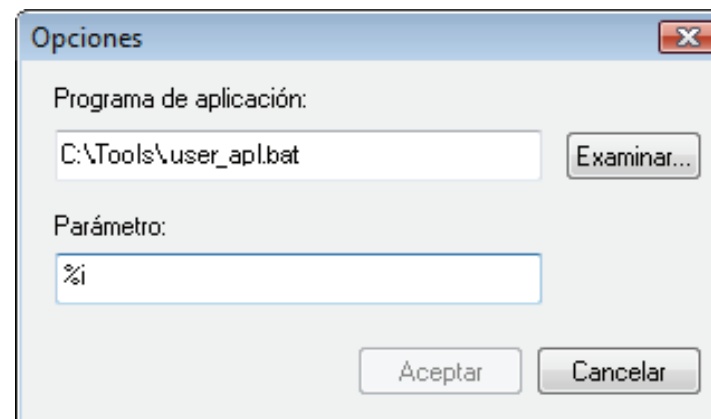 Opciones
Programa de aplicación:
C:\Tools\user_apl.bat
Examinar...
Parámetro:
%i
Aceptar
Cancelar